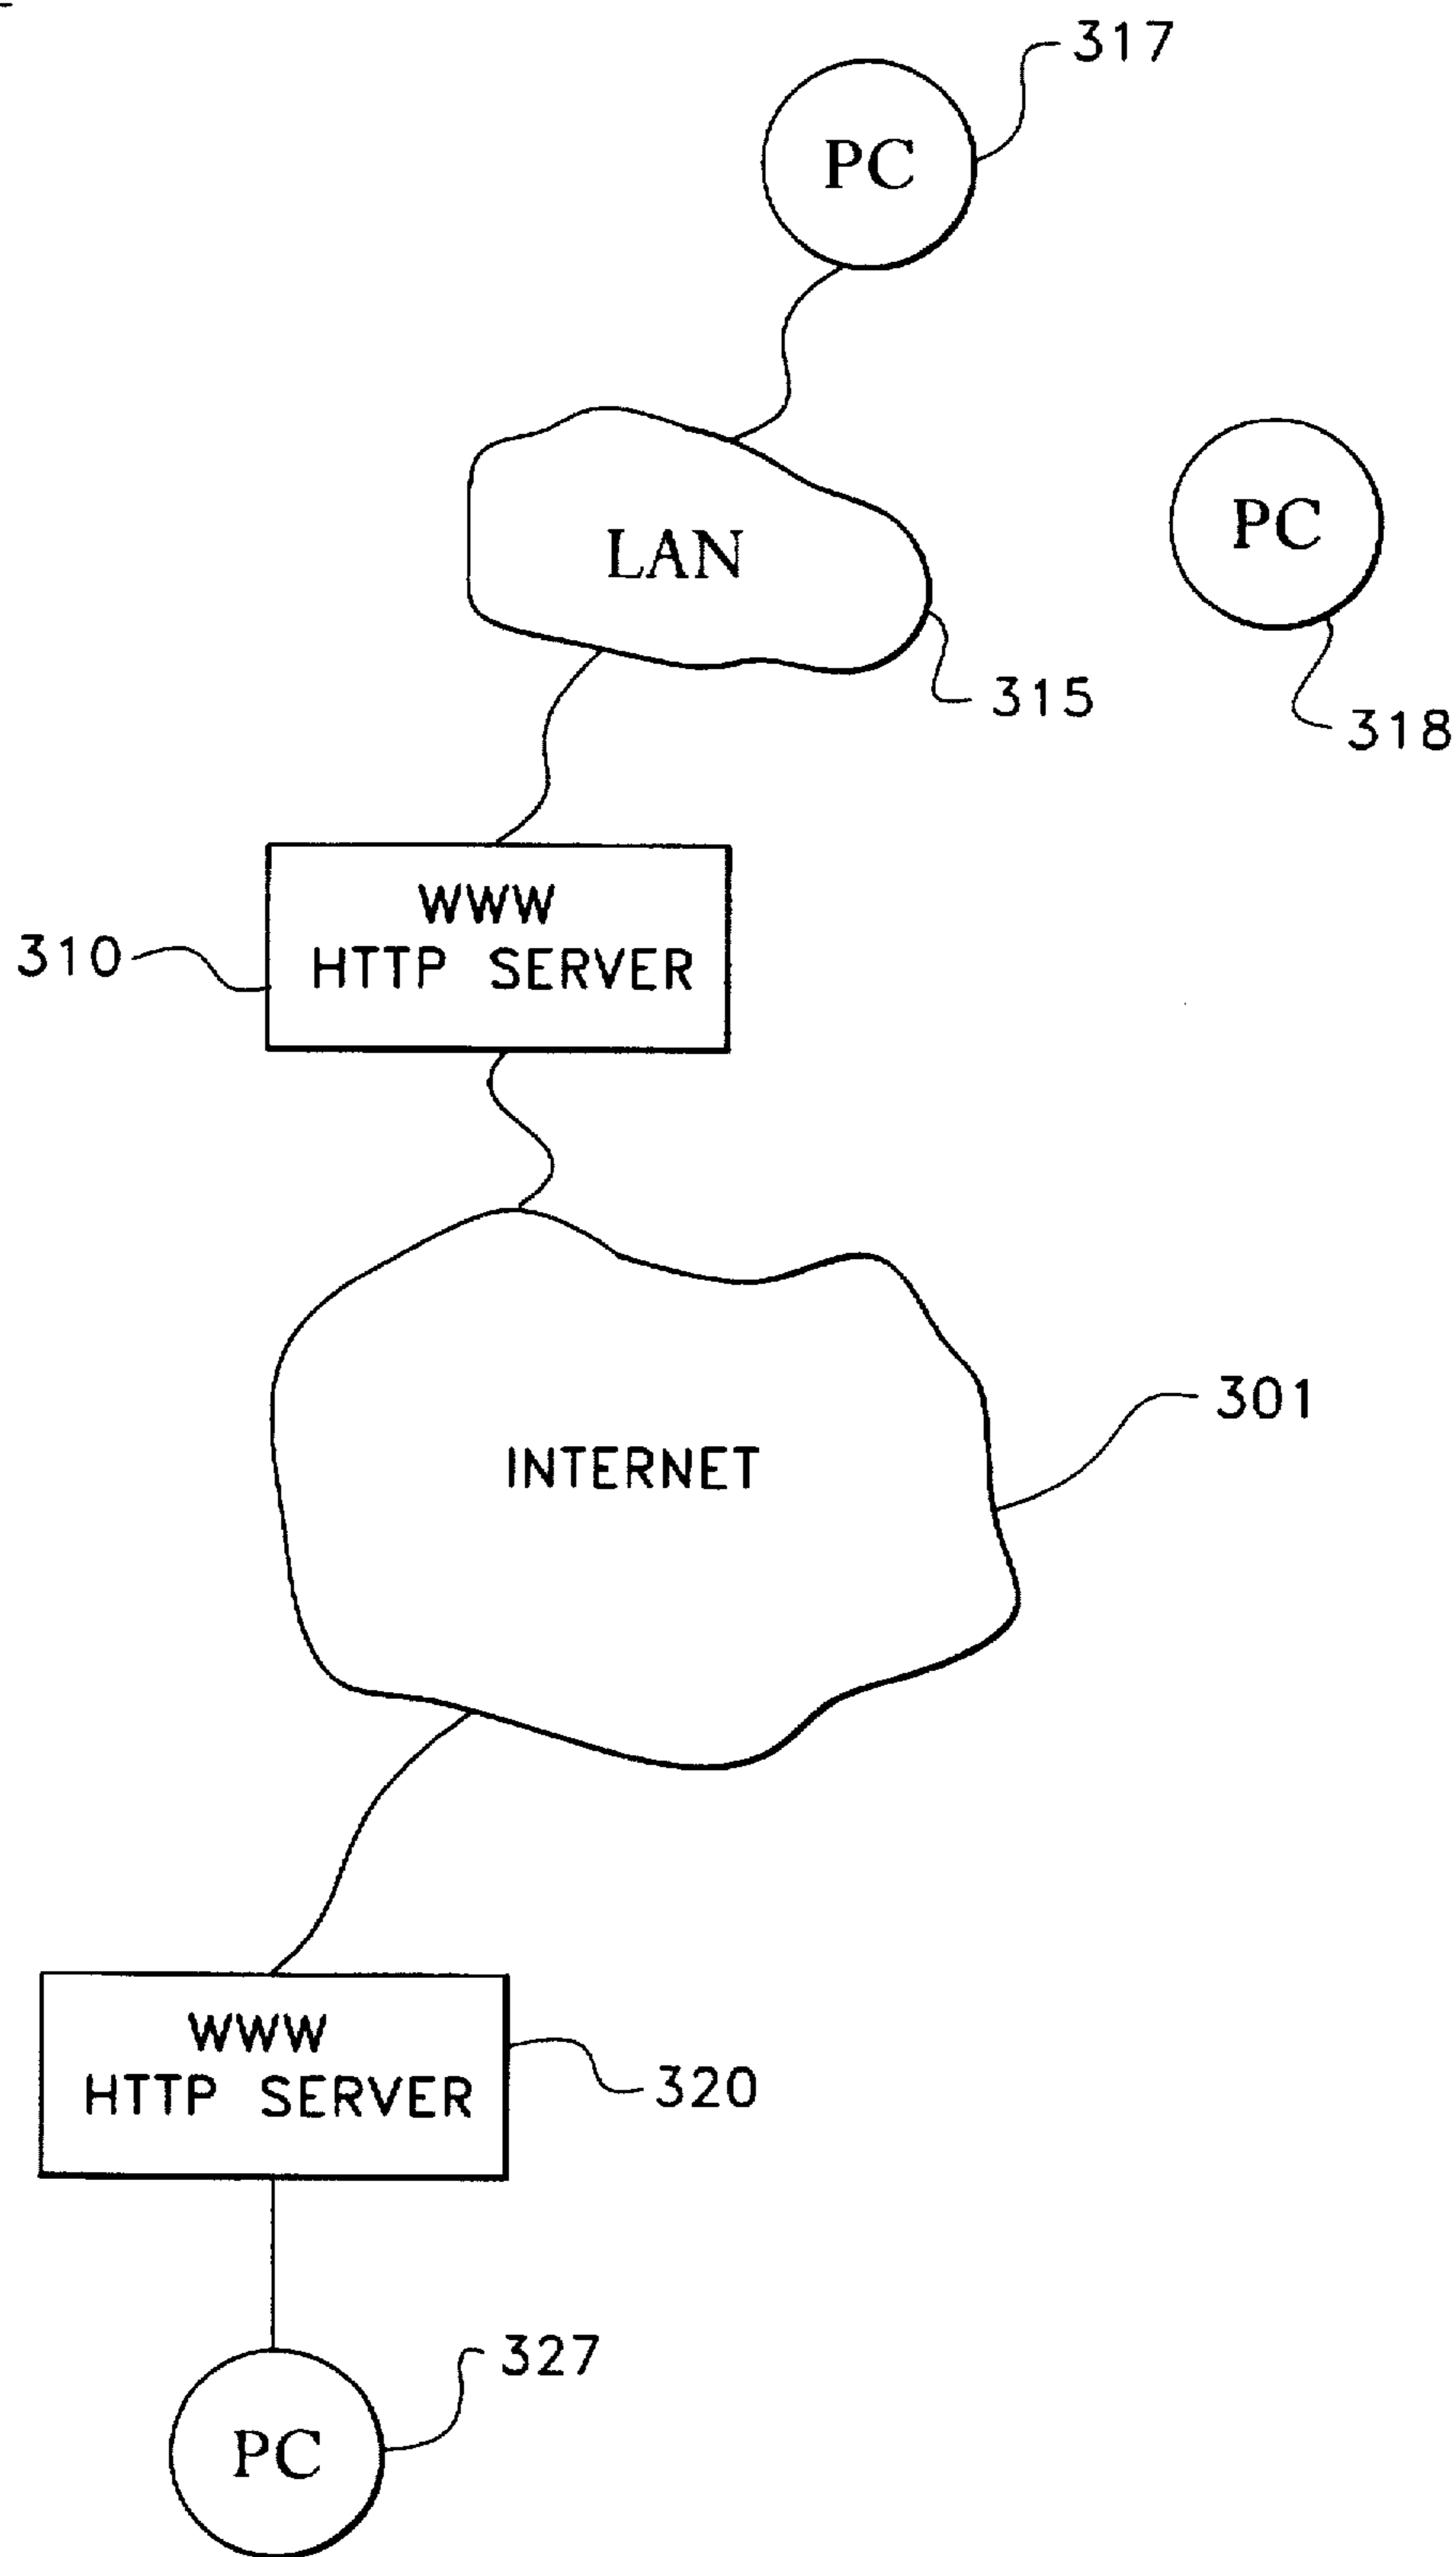 317
PC
LAN
PC
315
318
WWW
HTTP SERVER
310
301
INTERNET
WWW
HTTP SERVER
320
327
PC